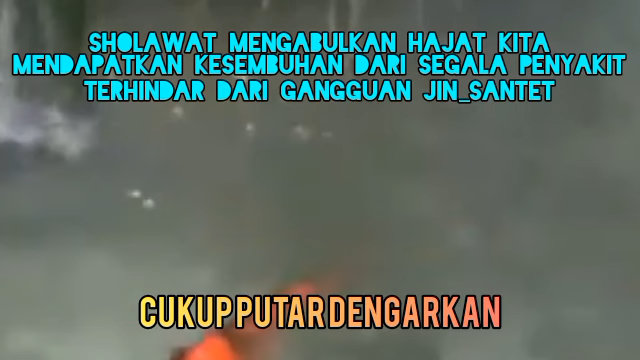 SHOLAWAT MENGABULKAN HAJAT KITA
MENDAPATKAN KESEMBUHAN DARI SEGALA PENYAKIT
TERHINDAR DARI GANGGUAN JIN_SANTET
CUKUP PUTAR DENGARKAN